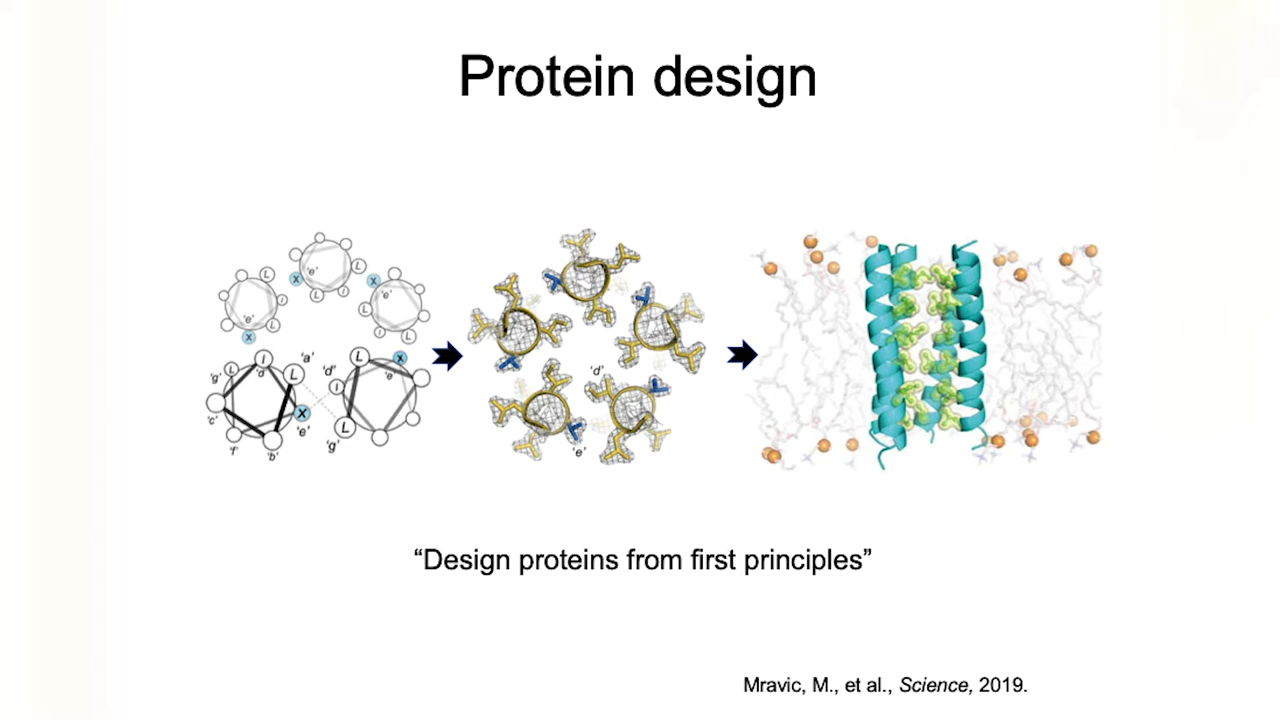 Protein design
'e'
L
X
L
I
X
'e'
L
I
L
'e'
L
L
I
L
X
'g'
L
I
'd'
'a'
L
'd'
L
X
'e'
I
'c'
X
'e'
L
'g'
'f'
'b'
'd'
'e'
“Design proteins from first principles”
Mravic, M., et al., Science, 2019.